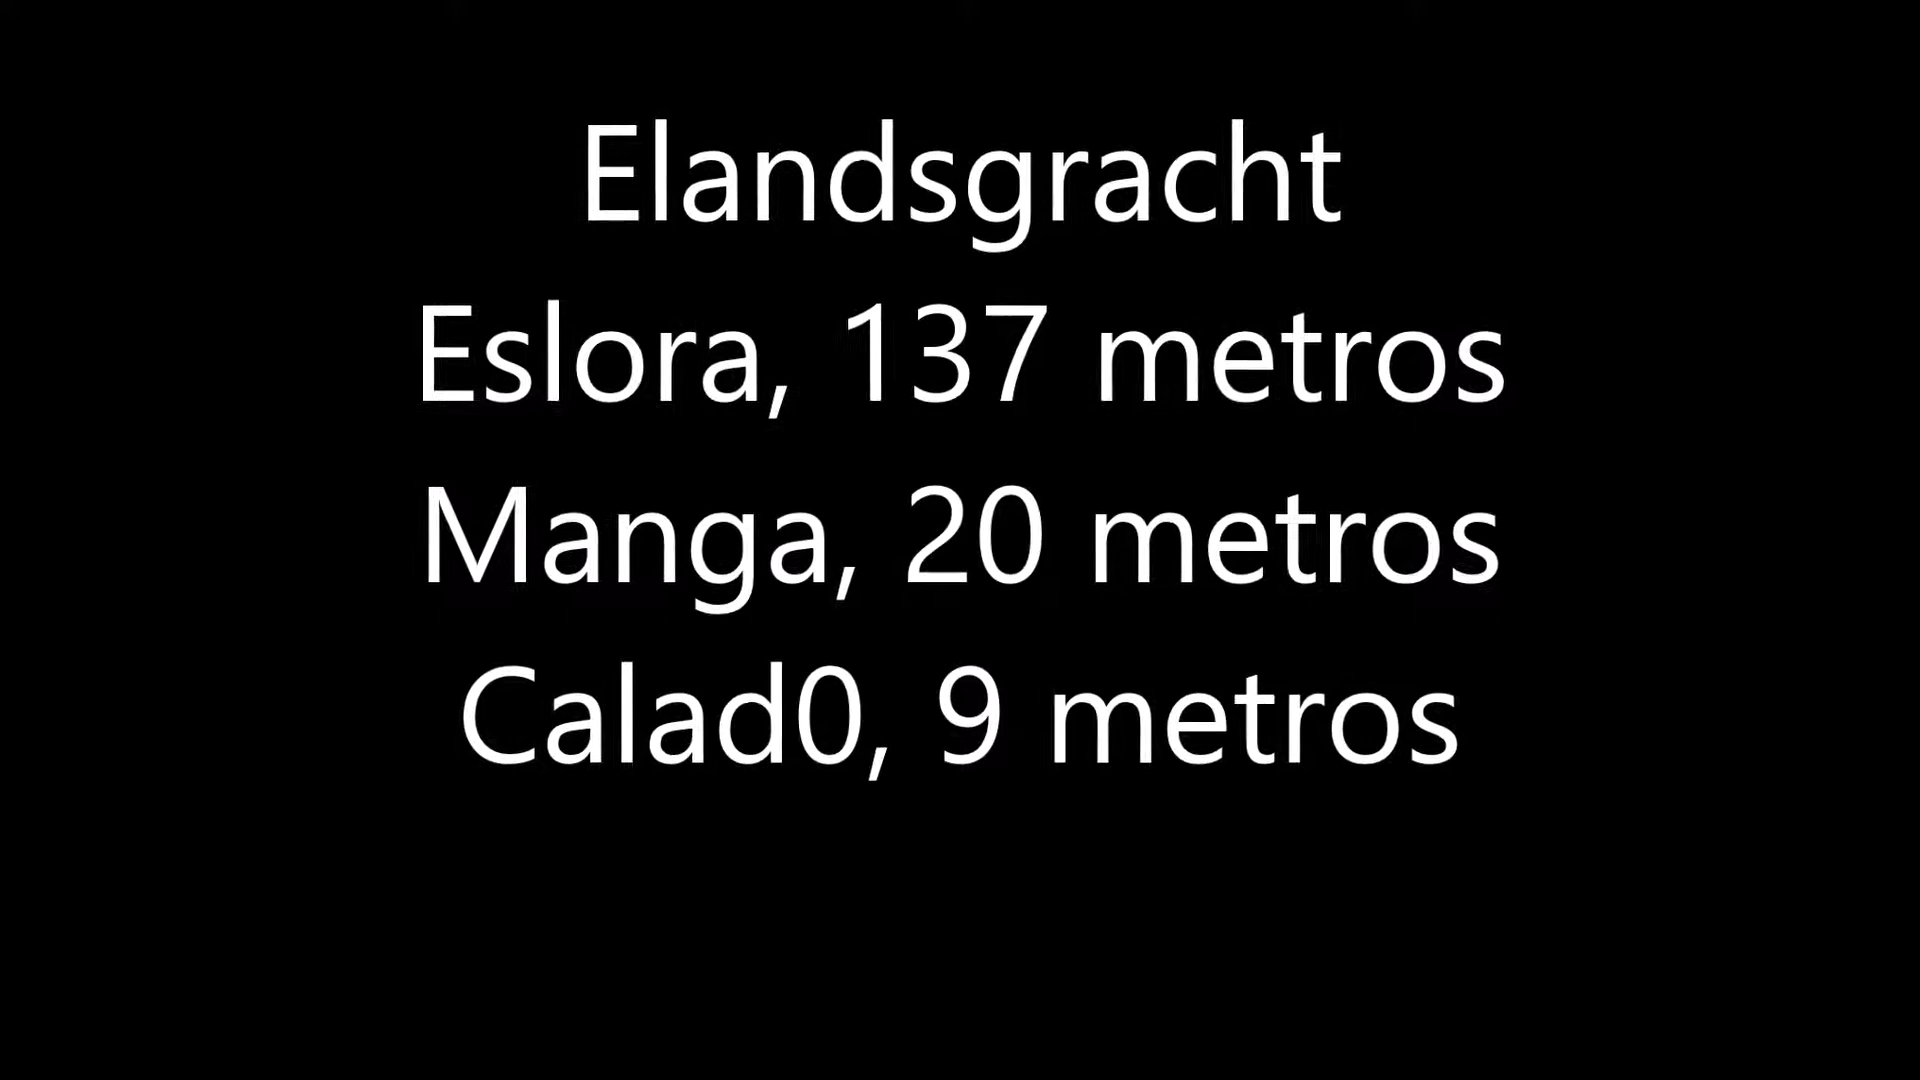 Elandsgracht
Eslora, 137 metros
Manga, 20 metros
Calad0, 9 metros